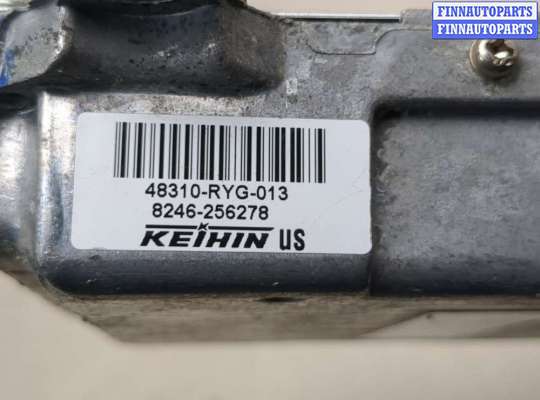 FINNAUTOPARTS
FINNAUTOPARTS
48310-RYG-013
8246-256278
KEIHIN US